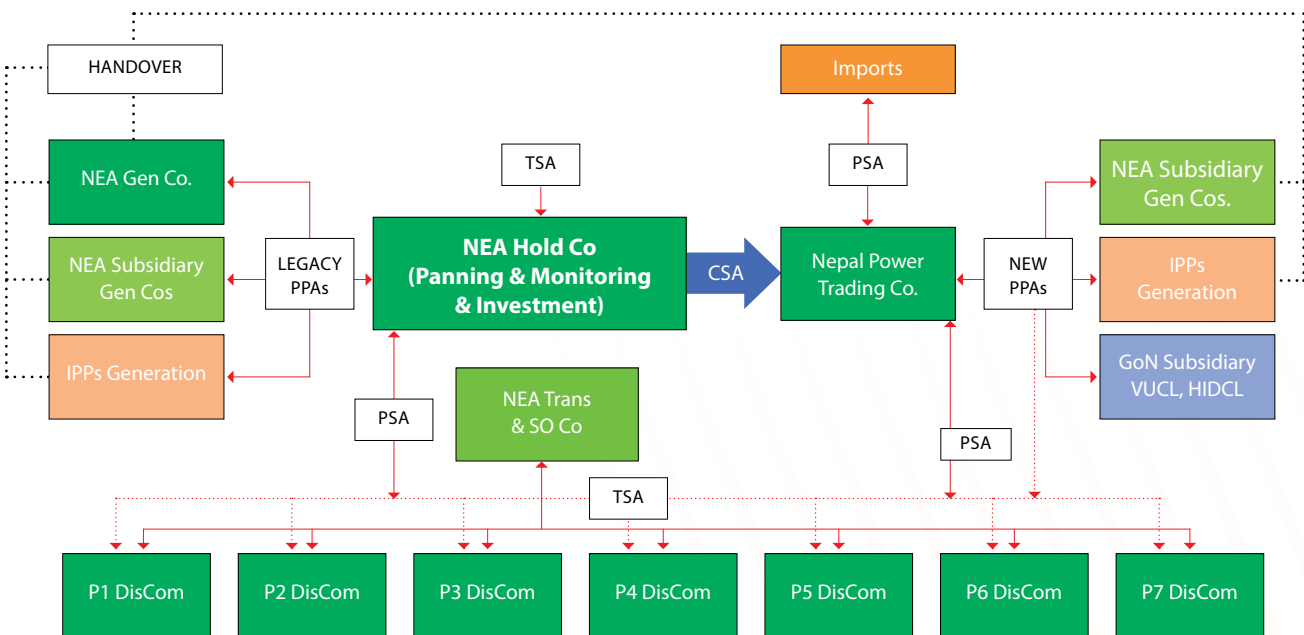 HANDOVER
Imports
NEA Gen Co.
TSA
PSA
NEA Subsidiary
Gen Cos.
NEA Subsidiary
Gen Cos
LEGACY
PPAs
NEA Hold Co
(Panning & Monitoring
& Investment)
CSA
Nepal Power
Trading Co.
NEW
PPAs
IPPs
Generation
IPPs Generation
GoN Subsidiary
VUCL, HIDCL
PSA
NEA Trans
& SO Co
PSA
TSA
P1 DisCom
P2 DisCom
P3 DisCom
P4 DisCom
P5 DisCom
P6 DisCom
P7 DisCom